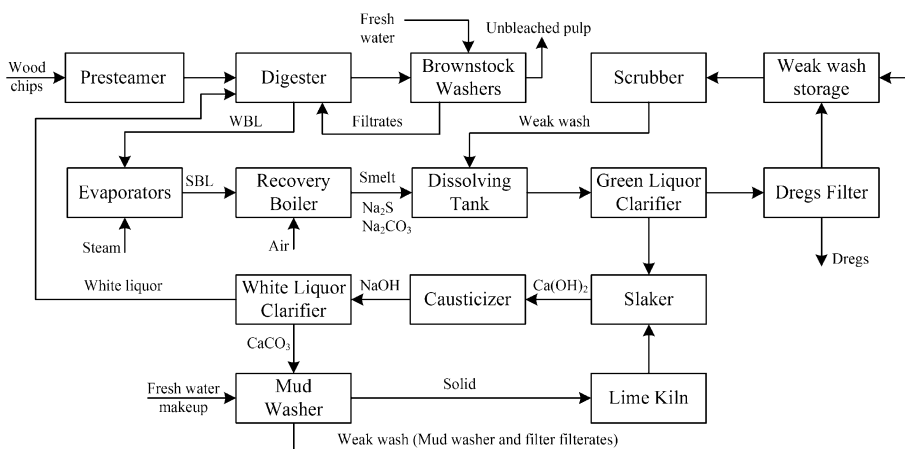 Fresh
water
Unbleached pulp
Wood
chips
Presteamer
Digester
Brownstock
Washers
Scrubber
Weak wash
storage
WBL
Filtrates
Weak wash
Evaporators
SBL
Recovery
Boiler
Smelt
Na₂S
Na₂CO₃
Dissolving
Tank
Green Liquor
Clarifier
Dregs Filter
Steam
Air
Dregs
White liquor
White Liquor
Clarifier
NaOH
Causticizer
Ca(OH)₂
Slaker
CaCO₃
Fresh water
makeup
Mud
Washer
Solid
Lime Kiln
Weak wash (Mud washer and filter filterates)